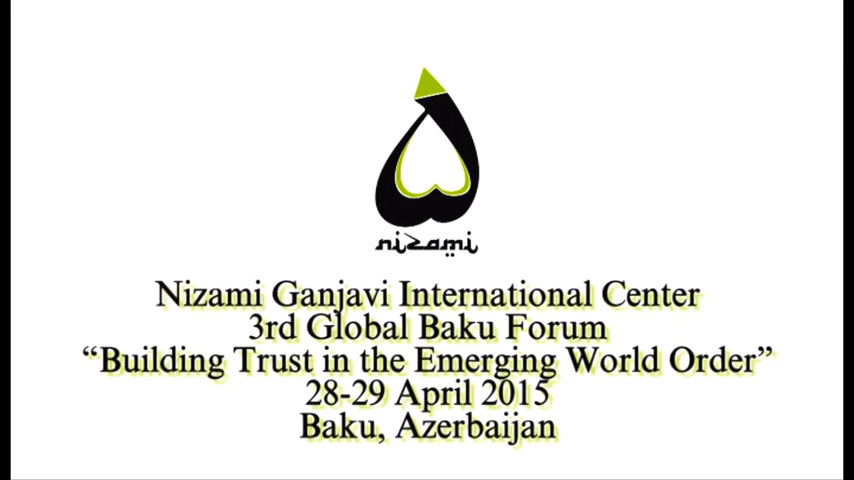 nizami
Nizami Ganjavi International Center
3rd Global Baku Forum
“Building Trust in the Emerging World Order”
28-29 April 2015
Baku, Azerbaijan